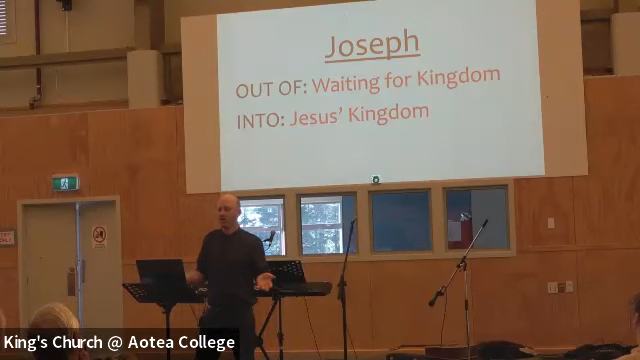 Joseph
OUT OF: Waiting for Kingdom
INTO: Jesus' Kingdom
King's Church @ Aotea College